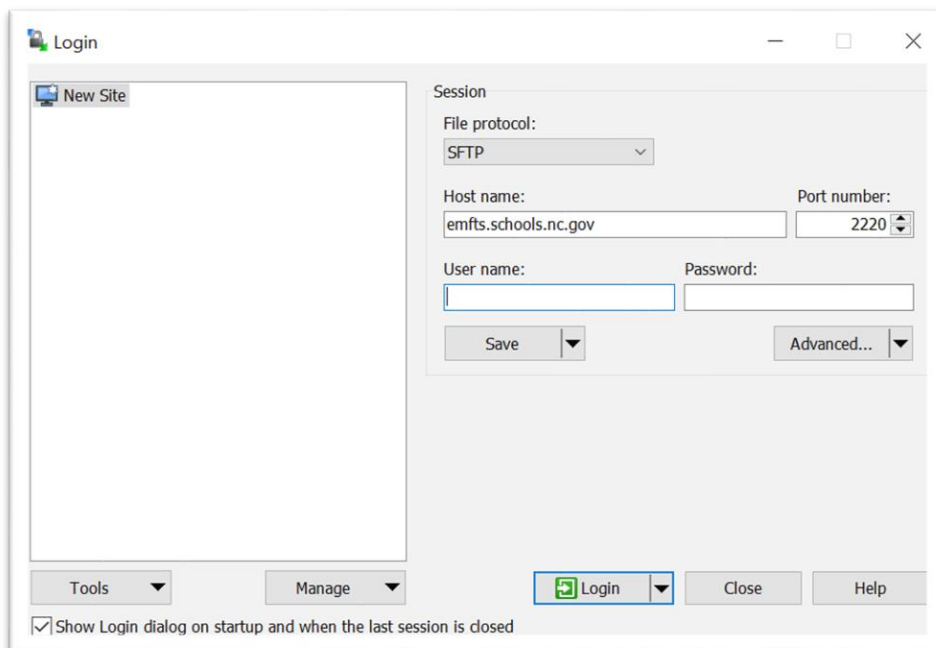 Login
New Site
Session
File protocol:
SFTP
Host name:
Port number:
emfts.schools.nc.gov
2220
User name:
Password:
Save
Advanced...
Tools
Manage
Login
Close
Help
Show Login dialog on startup and when the last session is closed